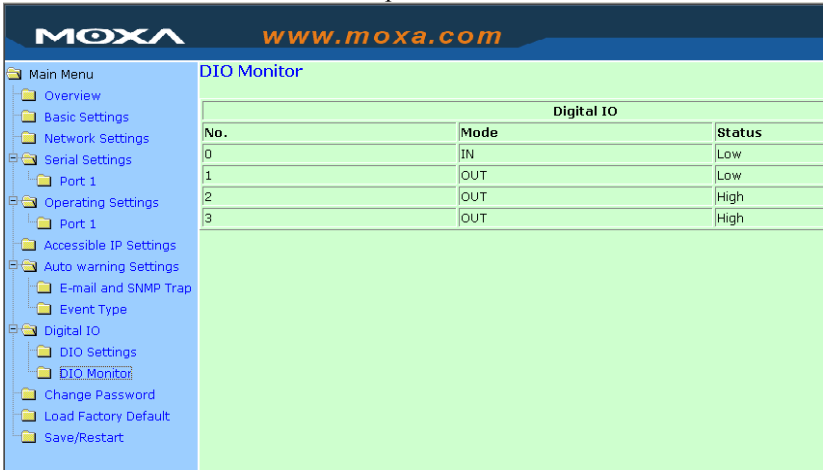 MOXA www.moxa.com
Main Menu
Overview
Basic Settings
Network Settings
Serial Settings
Port 1
Operating Settings
Port 1
Accessible IP Settings
Auto warning Settings
E-mail and SNMP Trap
Event Type
Digital IO
DIO Settings
DIO Monitor
Change Password
Load Factory Default
Save/Restart
DIO Monitor
Digital IO
No. Mode Status
0 IN Low
1 OUT Low
2 OUT High
3 OUT High